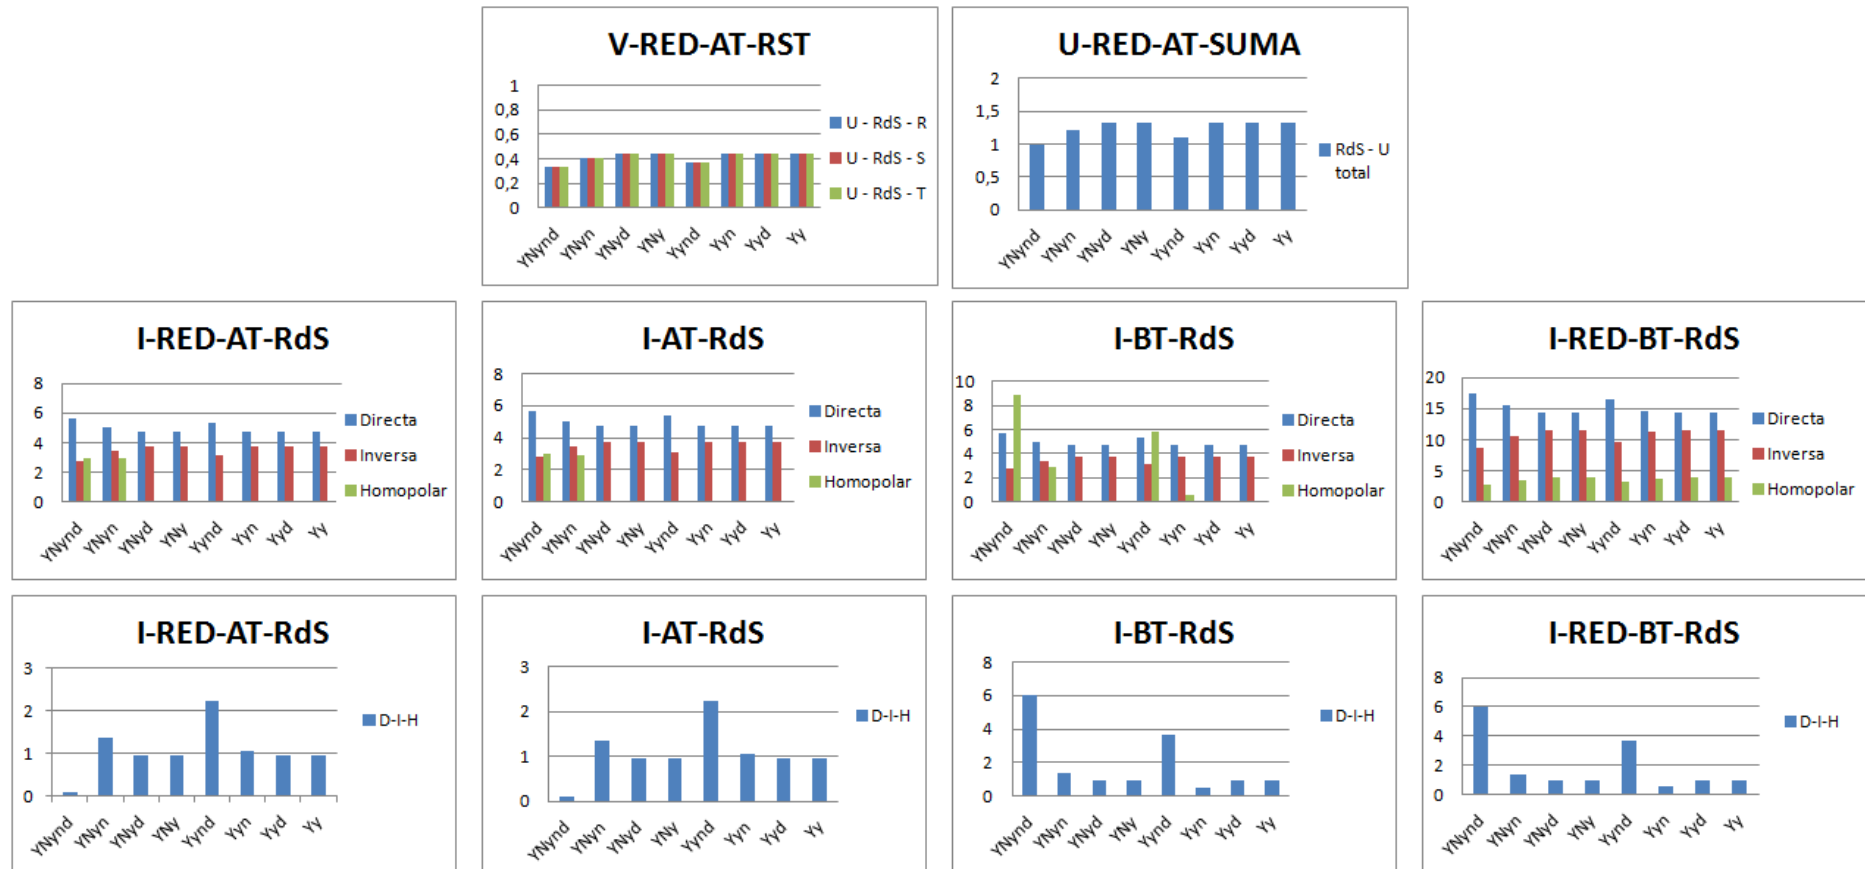 V-RED-AT-RST
1
0,8
0,6
0,4
0,2
0
U - RdS - R
U - RdS - S
U - RdS - T
YNynd
YNyn
YNyd
YNy
Yynd
Yyn
Yyd
Yy
U-RED-AT-SUMA
2
1,5
1
0,5
0
RdS - U
total
YNynd
YNyn
YNyd
YNy
Yynd
Yyn
Yyd
Yy
I-RED-AT-RdS
8
6
4
2
0
Directa
Inversa
Homopolar
YNynd
YNyn
YNyd
YNy
Yynd
Yyn
Yyd
Yy
I-AT-RdS
8
6
4
2
0
Directa
Inversa
Homopolar
YNynd
YNyn
YNyd
YNy
Yynd
Yyn
Yyd
Yy
I-BT-RdS
10
8
6
4
2
0
Directa
Inversa
Homopolar
YNynd
YNyn
YNyd
YNy
Yynd
Yyn
Yyd
Yy
I-RED-BT-RdS
20
15
10
5
0
Directa
Inversa
Homopolar
YNynd
YNyn
YNyd
YNy
Yynd
Yyn
Yyd
Yy
I-RED-AT-RdS
3
2
1
0
D-I-H
YNynd
YNyn
YNyd
YNy
Yynd
Yyn
Yyd
Yy
I-AT-RdS
3
2
1
0
D-I-H
YNynd
YNyn
YNyd
YNy
Yynd
Yyn
Yyd
Yy
I-BT-RdS
8
6
4
2
0
D-I-H
YNynd
YNyn
YNyd
YNy
Yynd
Yyn
Yyd
Yy
I-RED-BT-RdS
8
6
4
2
0
D-I-H
YNynd
YNyn
YNyd
YNy
Yynd
Yyn
Yyd
Yy